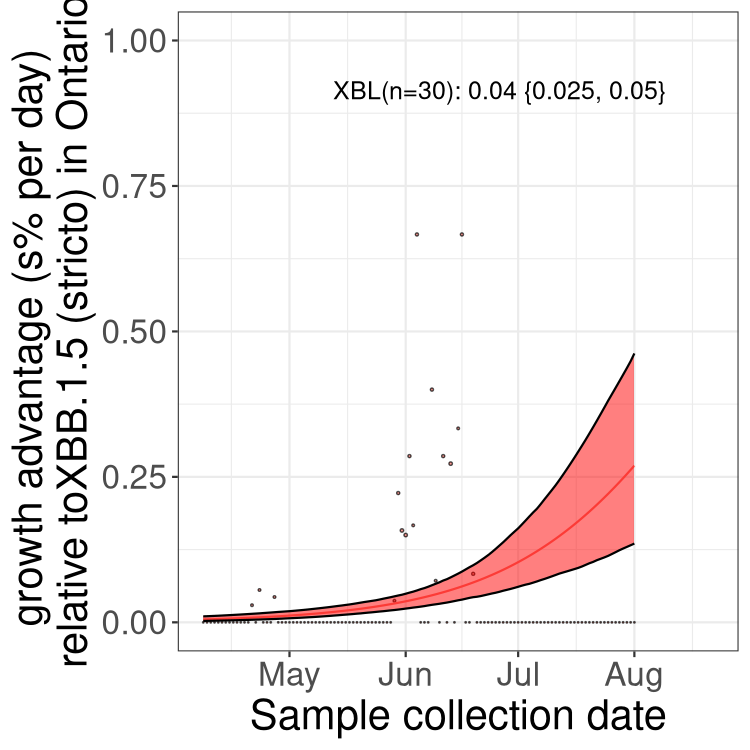 growth advantage (s% per day)
relative toXBB.1.5 (stricto) in Ontario
1.00
0.75
0.50
0.25
0.00
XBL(n=30): 0.04 {0.025, 0.05}
May Jun Jul Aug
Sample collection date